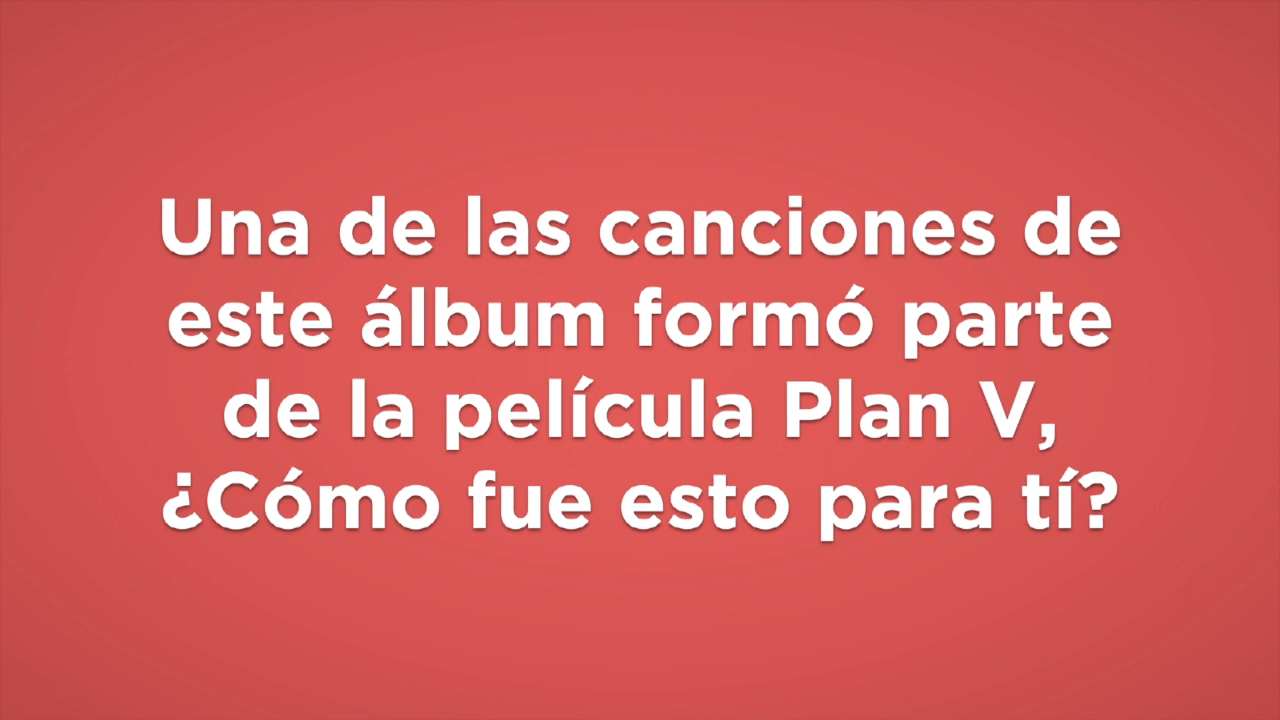 Una de las canciones de
este álbum formó parte
de la película Plan V,
¿Cómo fue esto para tí?